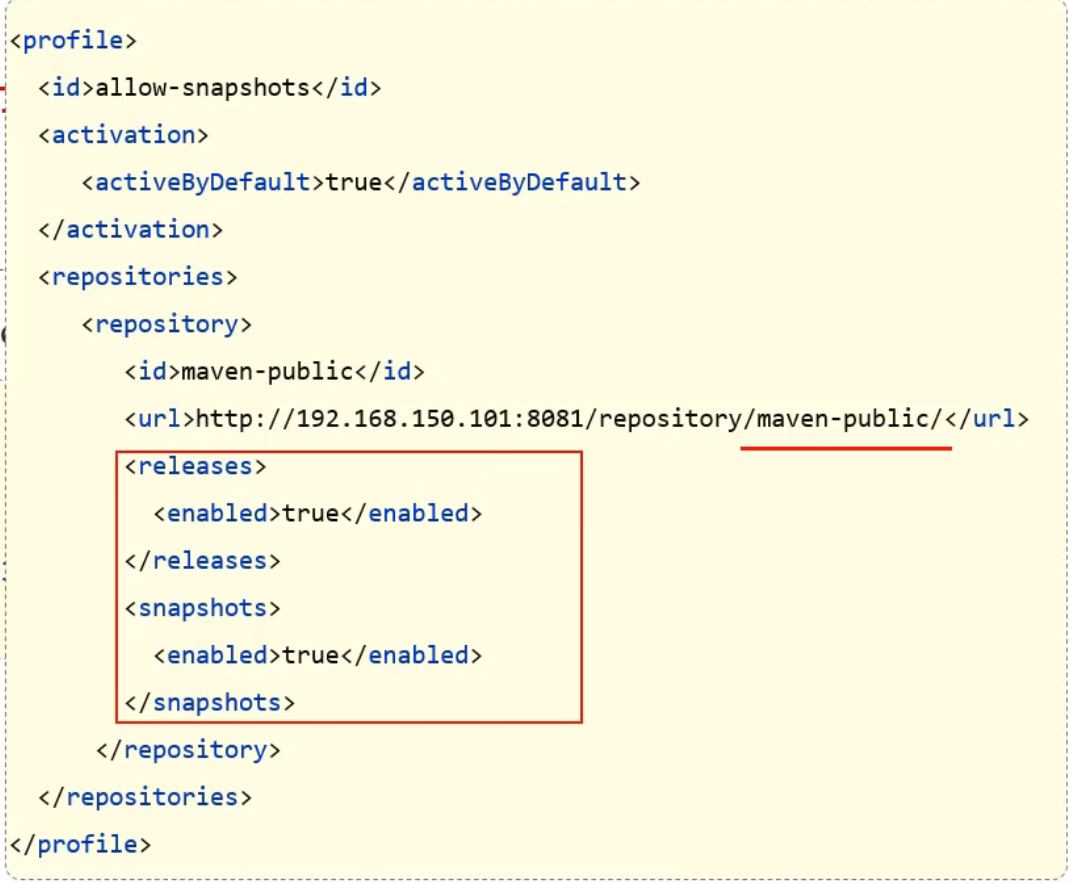 <profile>
  <id>allow-snapshots</id>
  <activation>
     <activeByDefault>true</activeByDefault>
  </activation>
  <repositories>
     <repository>
        <id>maven-public</id>
        <url>http://192.168.150.101:8081/repository/maven-public/</url>
        <releases>
          <enabled>true</enabled>
        </releases>
        <snapshots>
          <enabled>true</enabled>
        </snapshots>
      </repository>
  </repositories>
</profile>